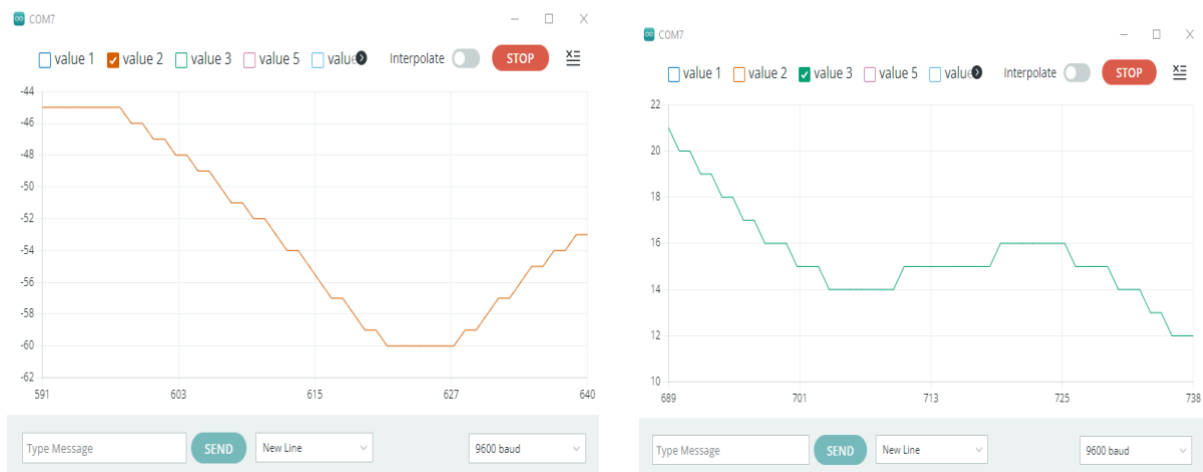 COM7
value 1 value 2 value 3 value 5 value Interpolate STOP
-44
-46
-48
-50
-52
-54
-56
-58
-60
-62
591 603 615 627 640
Type Message SEND New Line 9600 baud
COM7
value 1 value 2 value 3 value 5 value Interpolate STOP
22
20
18
16
14
12
10
689 701 713 725 738
Type Message SEND New Line 9600 baud